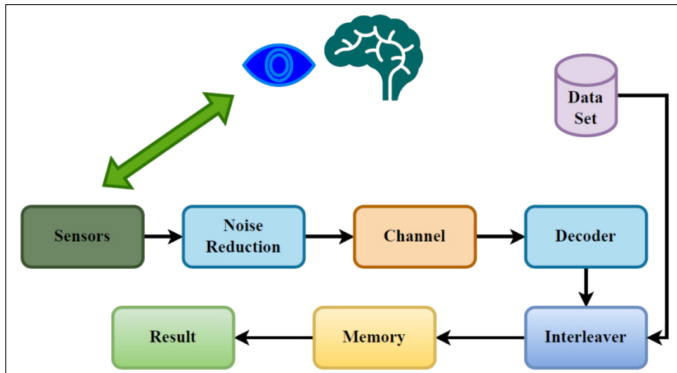 Data
Set
Sensors
Noise
Reduction
Channel
Decoder
Result
Memory
Interleaver